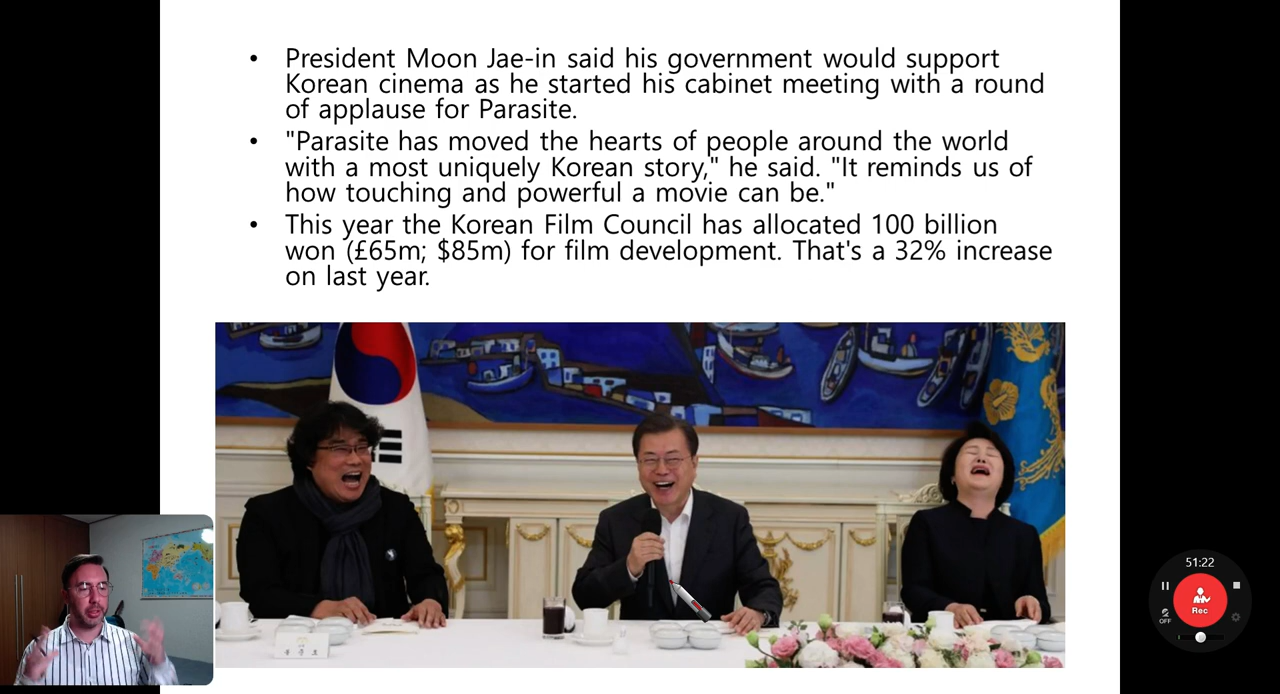 • President Moon Jae-in said his government would support
Korean cinema as he started his cabinet meeting with a round
of applause for Parasite.
• "Parasite has moved the hearts of people around the world
with a most uniquely Korean story," he said. "It reminds us of
how touching and powerful a movie can be."
• This year the Korean Film Council has allocated 100 billion
won (£65m; $85m) for film development. That's a 32% increase
on last year.
봉 준 호
51:22
Rec
OFF